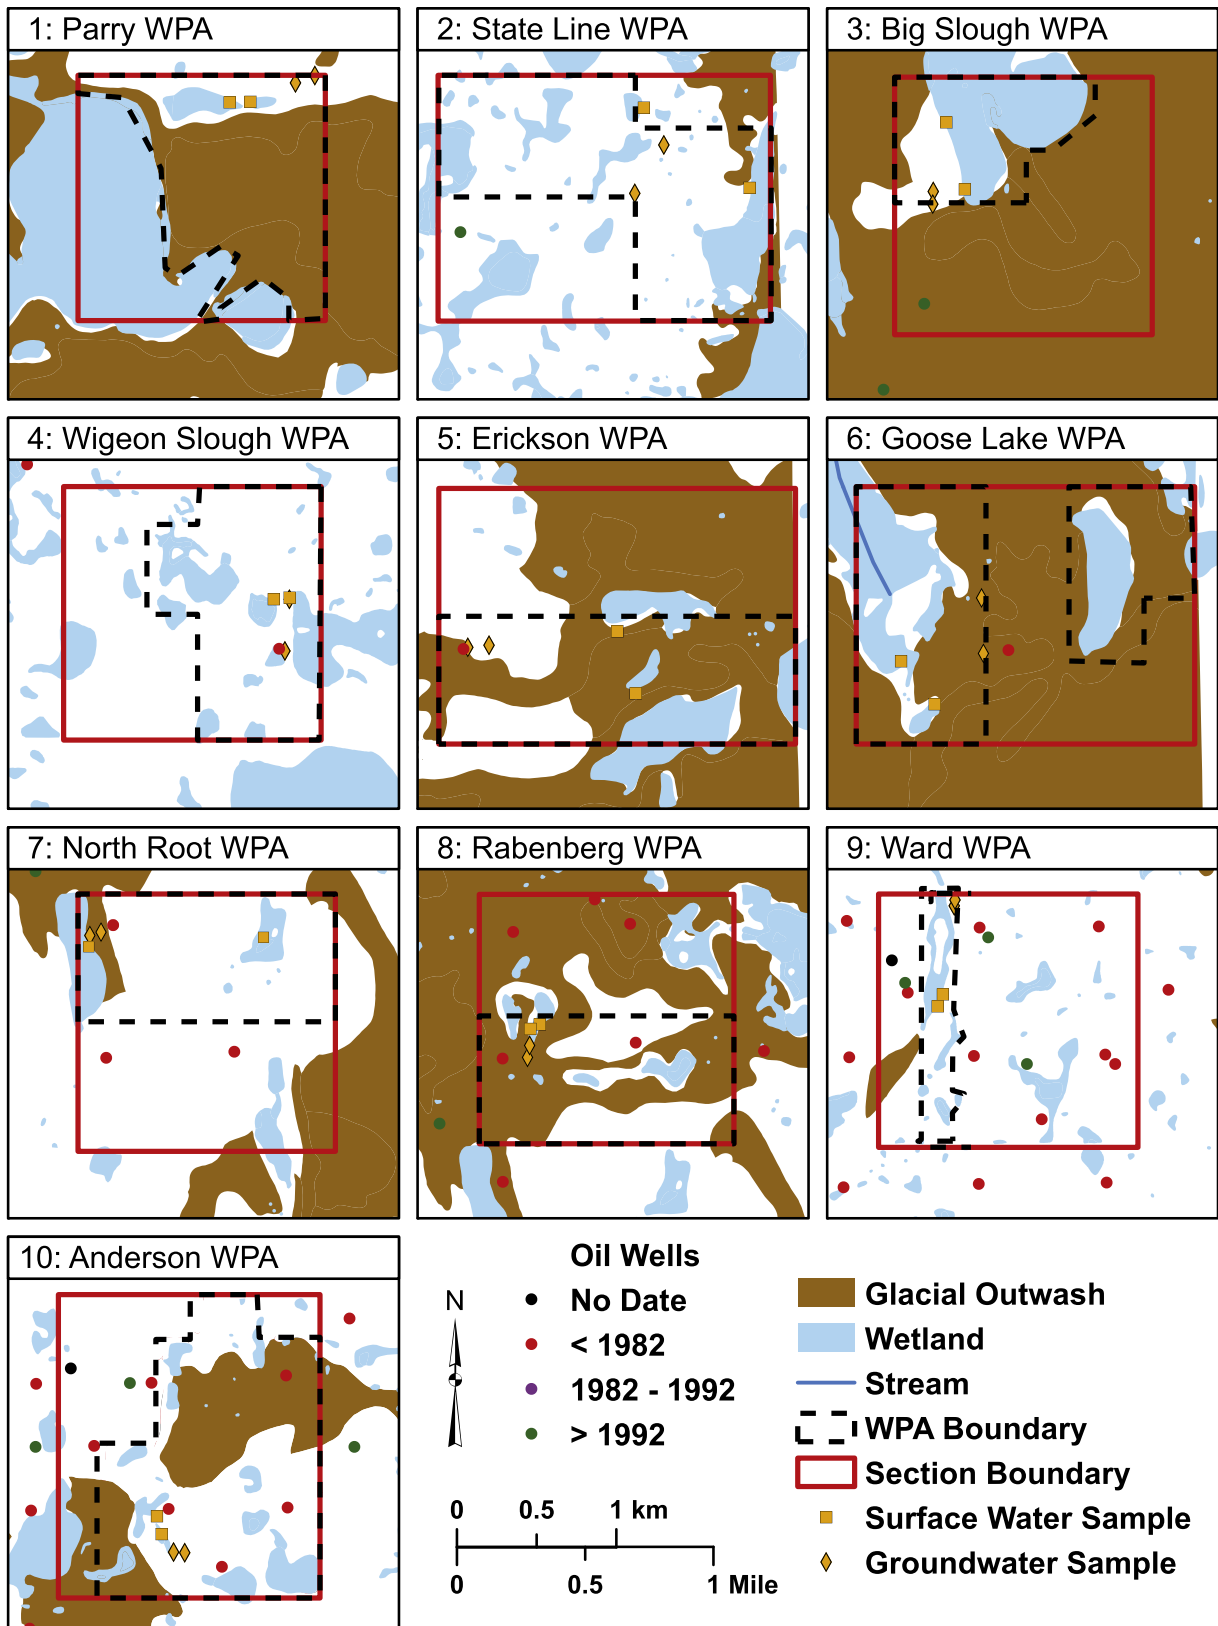 1: Parry WPA
2: State Line WPA
3: Big Slough WPA
4: Wigeon Slough WPA
5: Erickson WPA
6: Goose Lake WPA
7: North Root WPA
8: Rabenberg WPA
9: Ward WPA
10: Anderson WPA
N
Oil Wells
No Date
< 1982
1982 - 1992
> 1992
0 0.5 1 km
0 0.5 1 Mile
Glacial Outwash
Wetland
Stream
WPA Boundary
Section Boundary
Surface Water Sample
Groundwater Sample